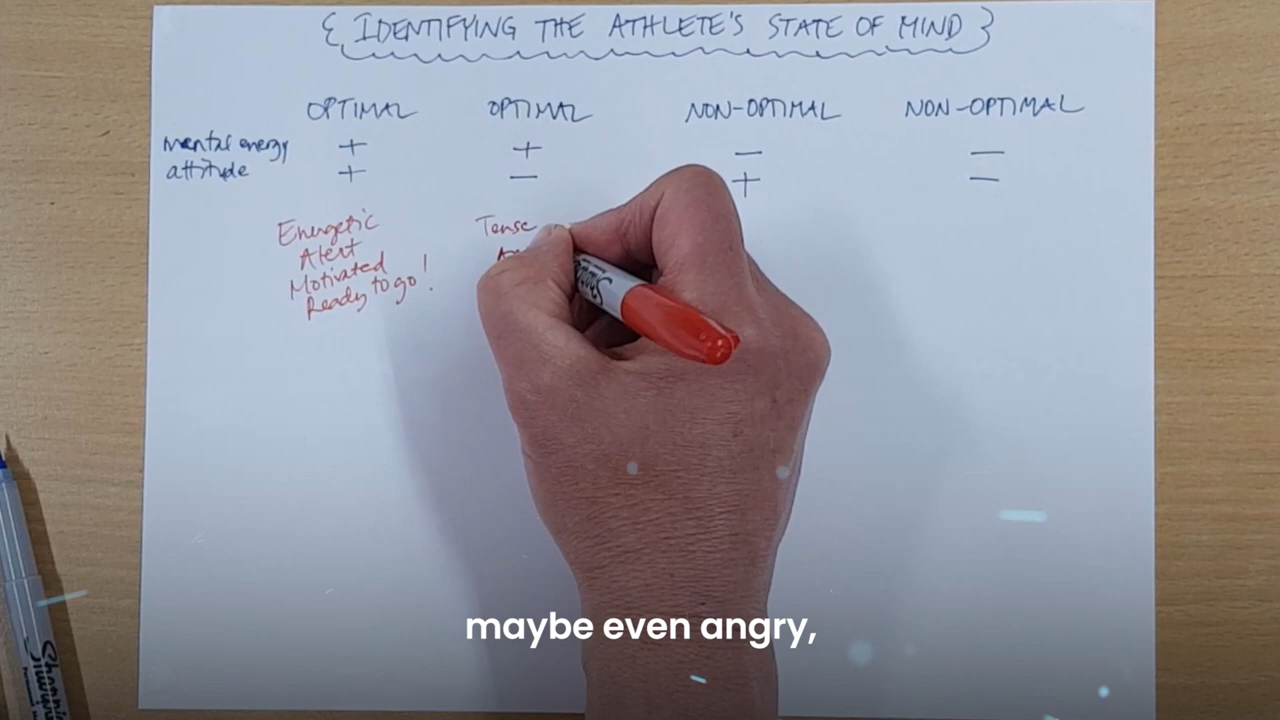 { IDENTIFYING THE ATHLETE'S STATE OF MIND }
OPTIMAL OPTIMAL NON-OPTIMAL NON-OPTIMAL
mental energy + + — —
attitude + — + —
Energetic Tense
Alert
Motivated
Ready to go!
maybe even angry,
Sharpie